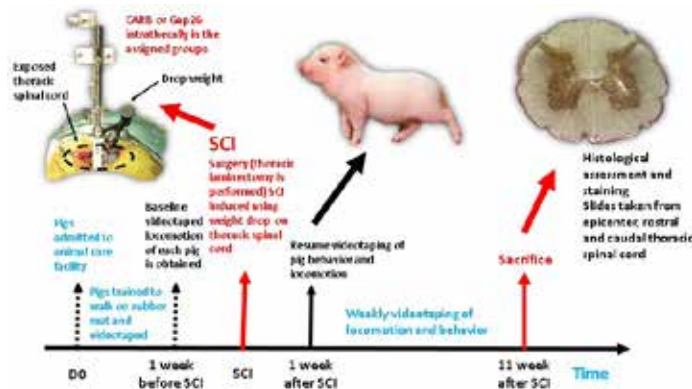 CARB or Gap26
intrathecally in the
assigned groups
Exposed
thoracic
spinal cord
Drop weight
SCI
Surgery (thoracic
laminectomy is
performed) SCI
induced using
weight drop on
thoracic spinal
cord
Baseline
videotaped
locomotion
of each pig
is obtained
Pigs
admitted to
animal care
facility
Pigs trained to
walk on rubber
mat and
videotaped
Resume videotaping of
pig behavior and
locomotion
Histological
assessment and
staining
Slides taken from
epicenter, rostral
and caudal thoracic
spinal cord
Sacrifice
Weekly videotaping of
locomotion and behavior
D0
1 week
before SCI
SCI
1 week
after SCI
11 week
after SCI
Time